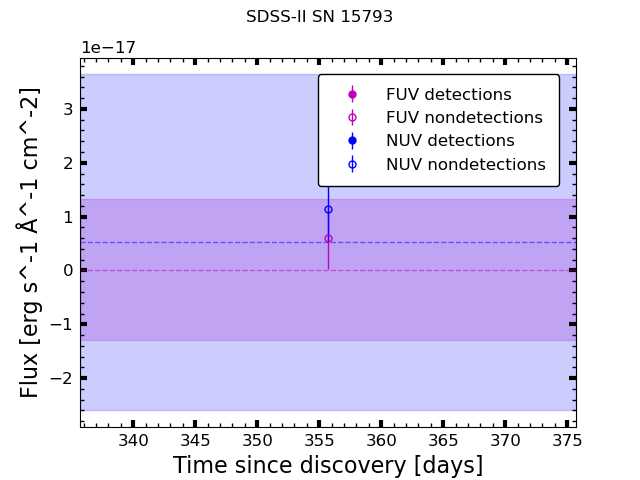 SDSS-II SN 15793
1e−17
FUV detections
FUV nondetections
NUV detections
NUV nondetections
3
2
1
0
−1
−2
Flux [erg s^-1 Å^-1 cm^-2]
340 345 350 355 360 365 370 375
Time since discovery [days]